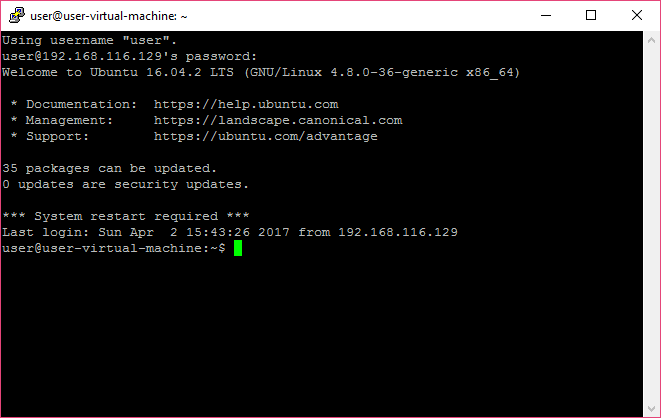 user@user-virtual-machine: ~
Using username "user".
user@192.168.116.129's password:
Welcome to Ubuntu 16.04.2 LTS (GNU/Linux 4.8.0-36-generic x86_64)
 * Documentation:  https://help.ubuntu.com
 * Management:     https://landscape.canonical.com
 * Support:        https://ubuntu.com/advantage
35 packages can be updated.
0 updates are security updates.
*** System restart required ***
Last login: Sun Apr  2 15:43:26 2017 from 192.168.116.129
user@user-virtual-machine:~$